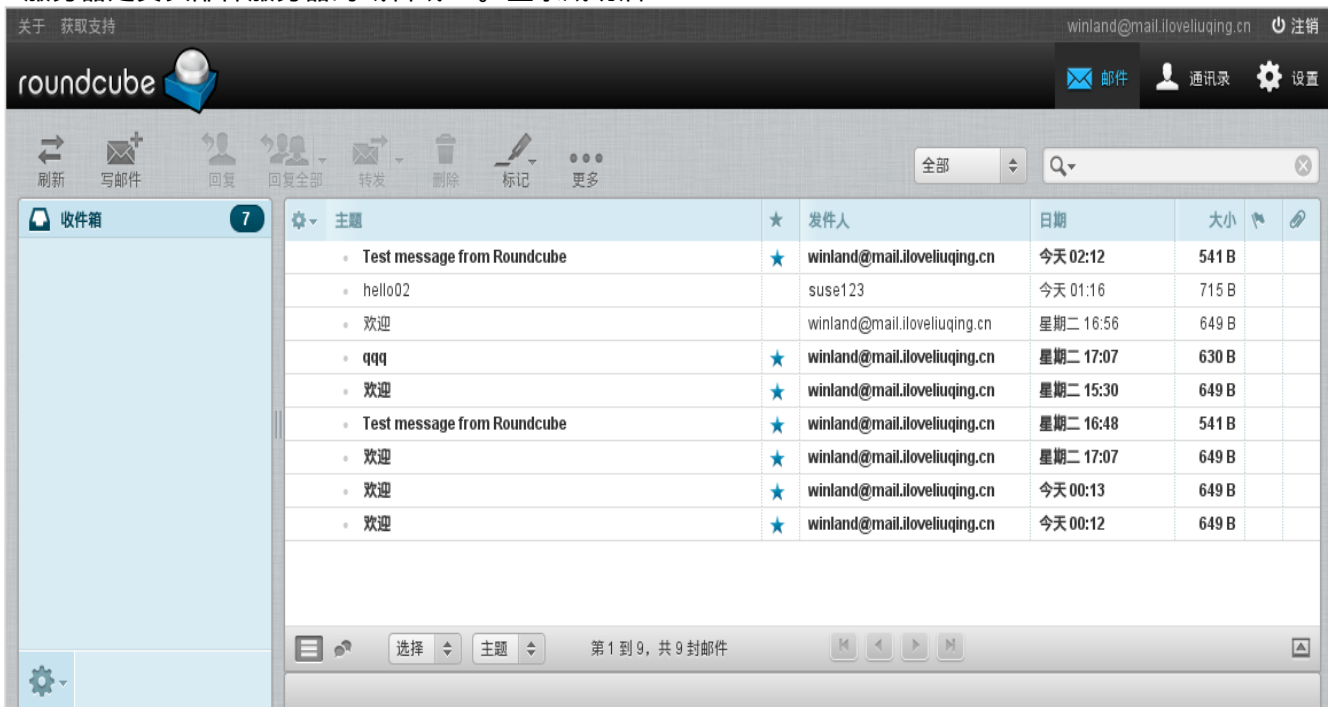 关于 获取支持 winland@mail.iloveliuqing.cn 注销
roundcube 邮件 通讯录 设置
刷新 写邮件 回复 回复全部 转发 删除 标记 更多 全部
收件箱 7 主题 发件人 日期 大小
Test message from Roundcube winland@mail.iloveliuqing.cn 今天 02:12 541 B
hello02 suse123 今天 01:16 715 B
欢迎 winland@mail.iloveliuqing.cn 星期二 16:56 649 B
qqq winland@mail.iloveliuqing.cn 星期二 17:07 630 B
欢迎 winland@mail.iloveliuqing.cn 星期二 15:30 649 B
Test message from Roundcube winland@mail.iloveliuqing.cn 星期二 16:48 541 B
欢迎 winland@mail.iloveliuqing.cn 星期二 17:07 649 B
欢迎 winland@mail.iloveliuqing.cn 今天 00:13 649 B
欢迎 winland@mail.iloveliuqing.cn 今天 00:12 649 B
选择 主题 第 1 到 9，共 9 封邮件